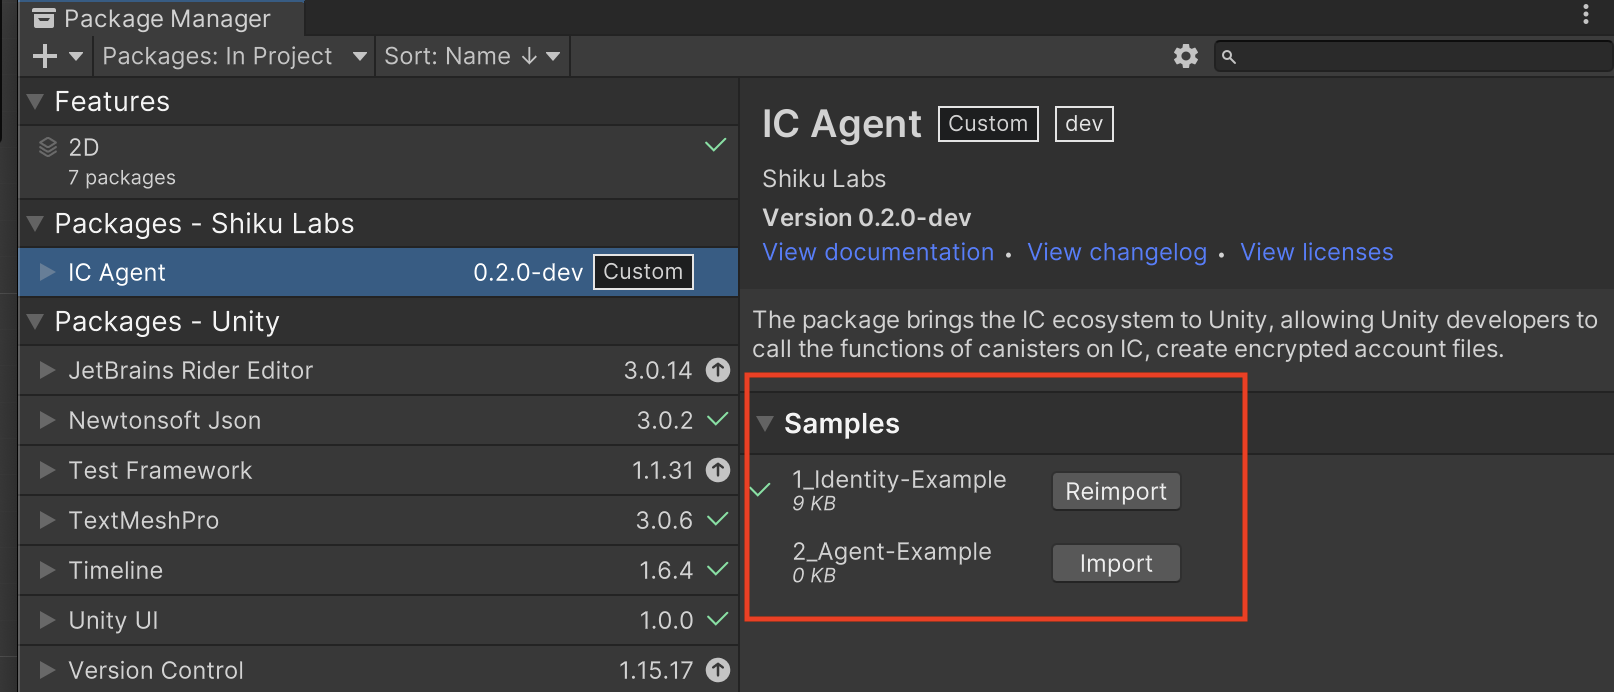 Package Manager
Packages: In Project
Sort: Name ↓
Features
2D
7 packages
Packages - Shiku Labs
IC Agent 0.2.0-dev Custom
Packages - Unity
JetBrains Rider Editor 3.0.14
Newtonsoft Json 3.0.2
Test Framework 1.1.31
TextMeshPro 3.0.6
Timeline 1.6.4
Unity UI 1.0.0
Version Control 1.15.17
IC Agent Custom dev
Shiku Labs
Version 0.2.0-dev
View documentation • View changelog • View licenses
The package brings the IC ecosystem to Unity, allowing Unity developers to
call the functions of canisters on IC, create encrypted account files.
Samples
1_Identity-Example Reimport
9 KB
2_Agent-Example Import
0 KB